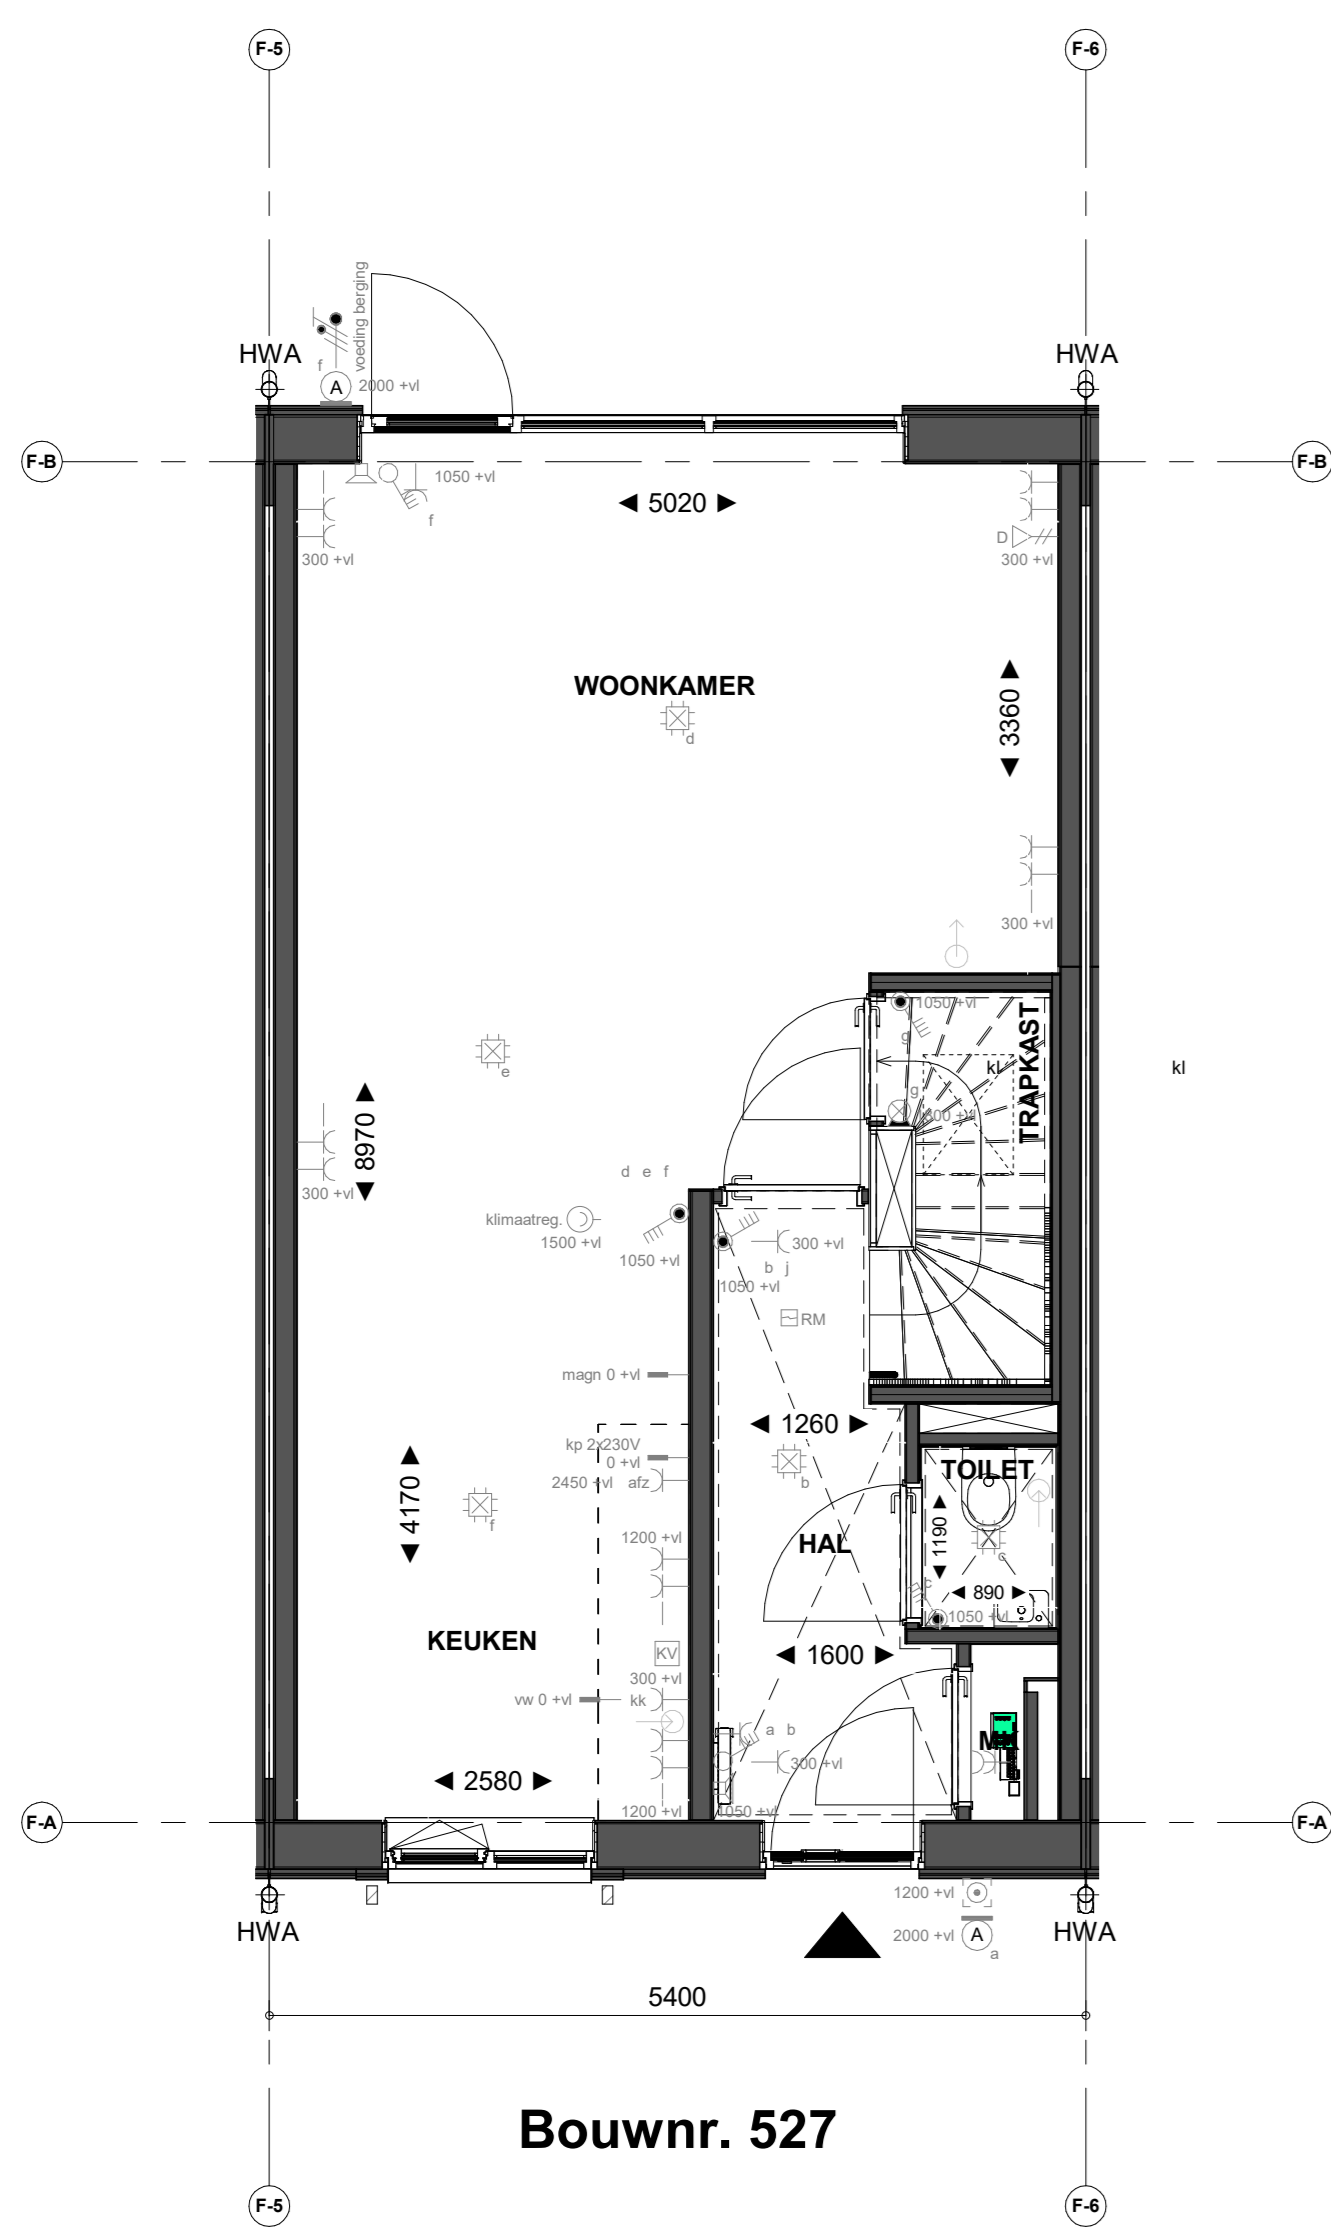 F-5
F-6
voeding berging
HWA
HWA
f
A
2000 +vl
F-B
F-B
1050 +vl
f
5020
300 +vl
D
300 +vl
WOONKAMER
d
3360
300 +vl
1050 +vl
g
TRAPKAST
kl
kl
e
g
300 +vl
8970
300 +vl
d e f
klimaatreg.
1500 +vl
1050 +vl
300 +vl
b j
1050 +vl
RM
magn 0 +vl
1260
kp 2x230V
0 +vl
2450 +vl afz
b
TOILET
4170
f
1200 +vl
HAL
1190
c
c
890
1050 +vl
KEUKEN
KV
300 +vl
1600
vw 0 +vl
kk
a b
MK
300 +vl
2580
1200 +vl
1050 +vl
F-A
F-A
1200 +vl
2000 +vl
A
a
HWA
HWA
5400
Bouwnr. 527
F-5
F-6